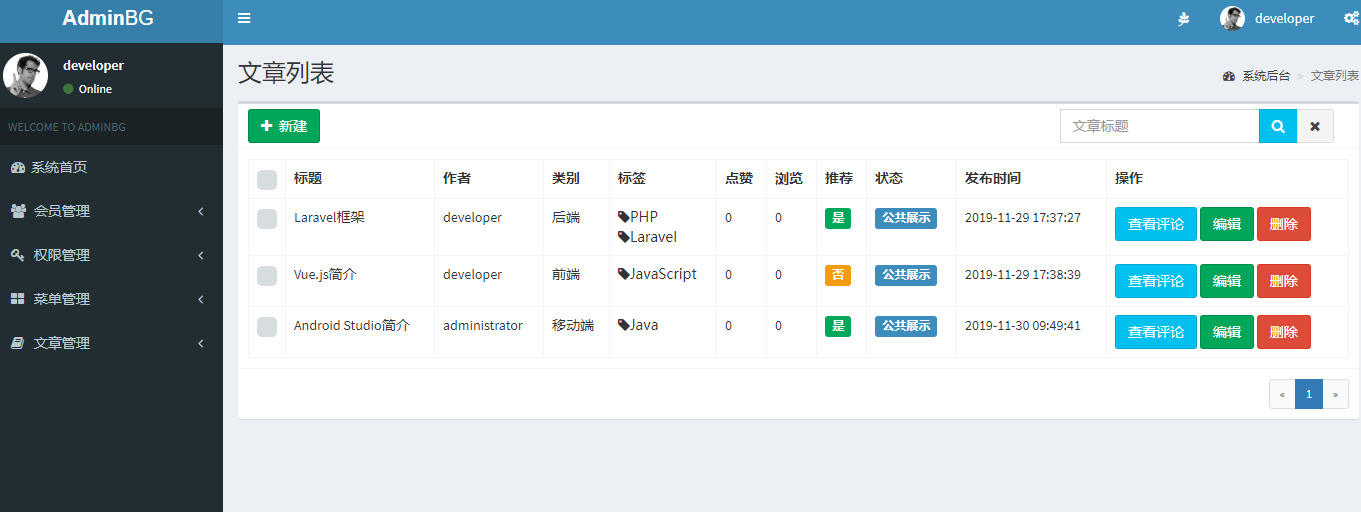 AdminBG
developer
developer
Online
WELCOME TO ADMINBG
系统首页
会员管理
权限管理
菜单管理
文章管理
文章列表
系统后台 > 文章列表
新建
文章标题
标题 作者 类别 标签 点赞 浏览 推荐 状态 发布时间 操作
Laravel框架 developer 后端 PHP 0 0 是 公共展示 2019-11-29 17:37:27 查看评论 编辑 删除
Laravel
Vue.js简介 developer 前端 JavaScript 0 0 否 公共展示 2019-11-29 17:38:39 查看评论 编辑 删除
Android Studio简介 administrator 移动端 Java 0 0 是 公共展示 2019-11-30 09:49:41 查看评论 编辑 删除
« 1 »